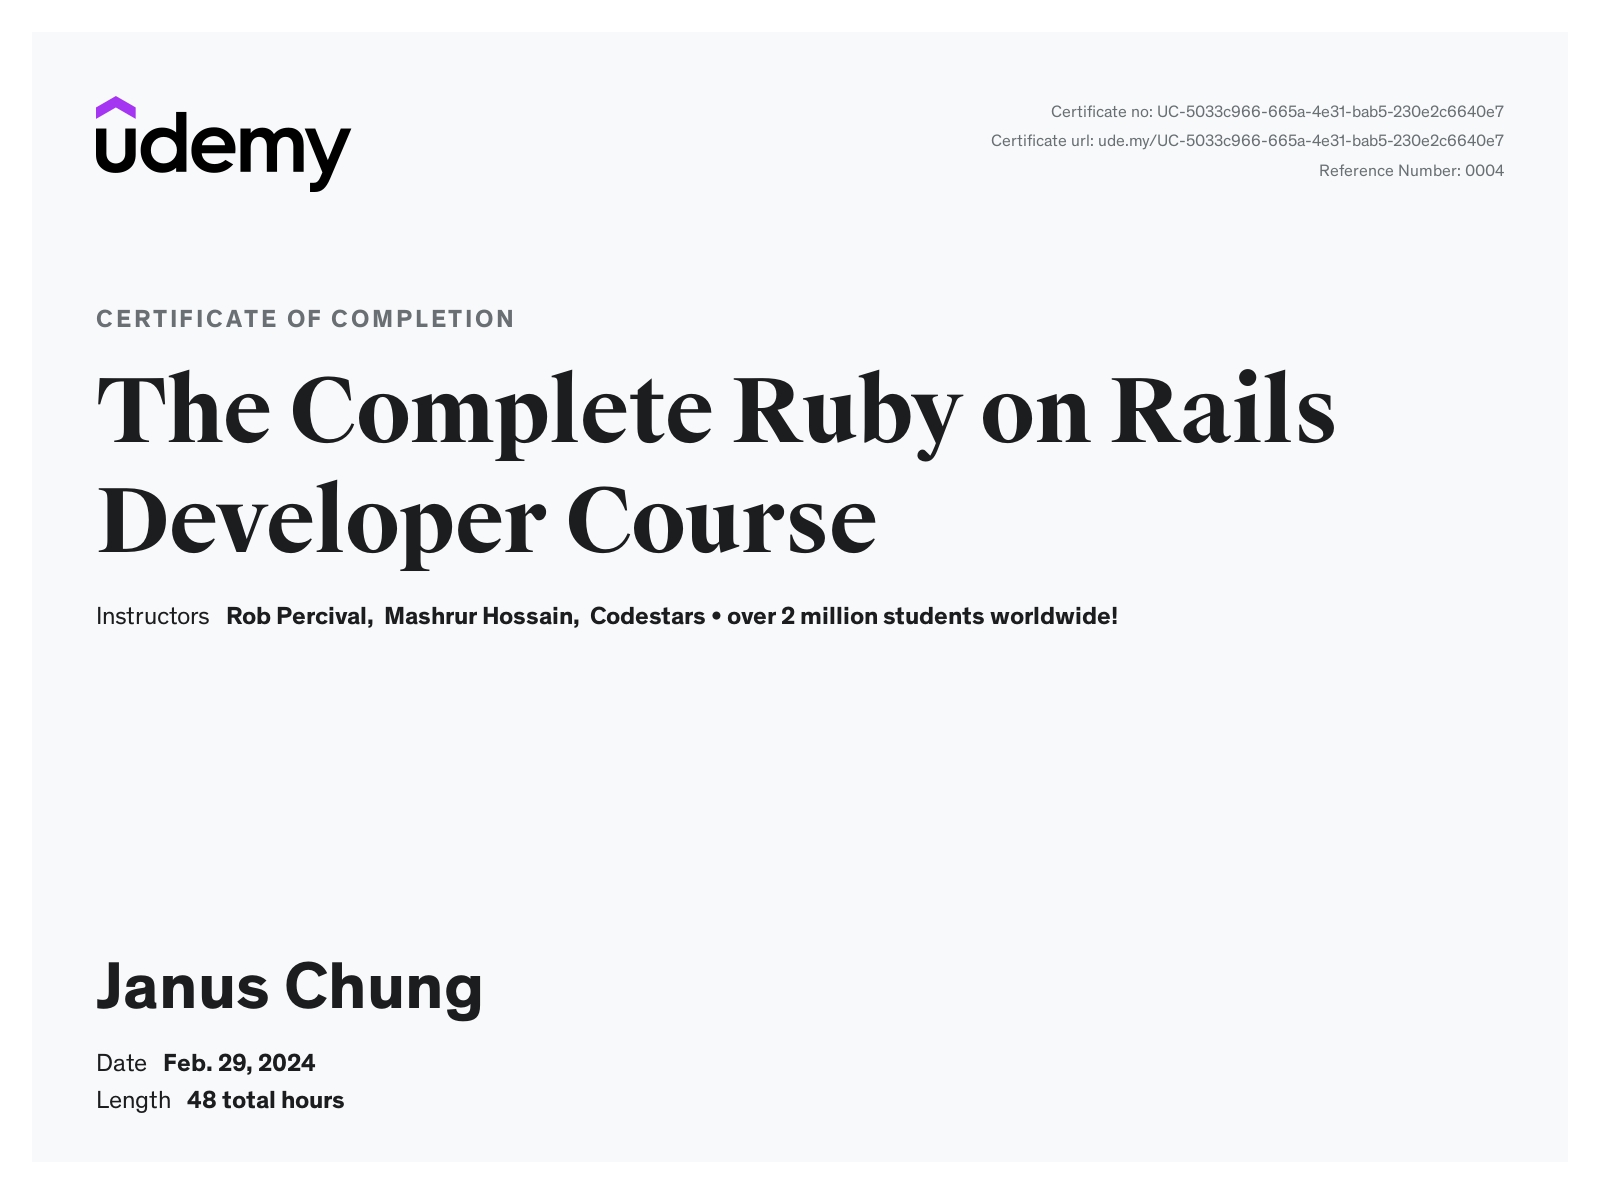 udemy
Certificate no: UC-5033c966-665a-4e31-bab5-230e2c6640e7
Certificate url: ude.my/UC-5033c966-665a-4e31-bab5-230e2c6640e7
Reference Number: 0004
CERTIFICATE OF COMPLETION
The Complete Ruby on Rails
Developer Course
Instructors Rob Percival, Mashrur Hossain, Codestars • over 2 million students worldwide!
Janus Chung
Date Feb. 29, 2024
Length 48 total hours